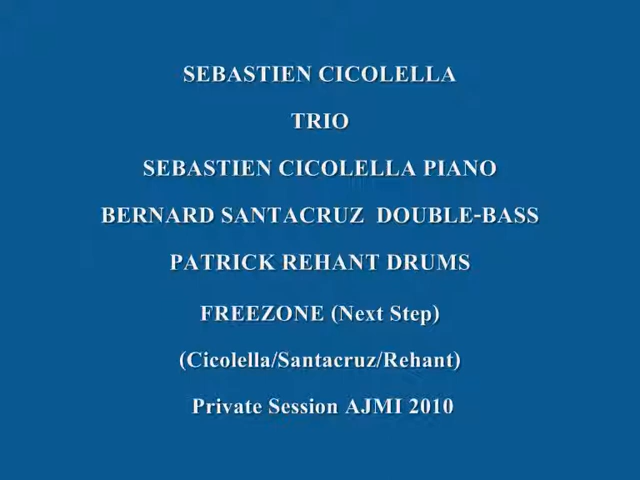 SEBASTIEN CICOLELLA
TRIO
SEBASTIEN CICOLELLA PIANO
BERNARD SANTACRUZ DOUBLE-BASS
PATRICK REHANT DRUMS
FREEZONE (Next Step)
(Cicolella/Santacruz/Rehant)
Private Session AJMI 2010